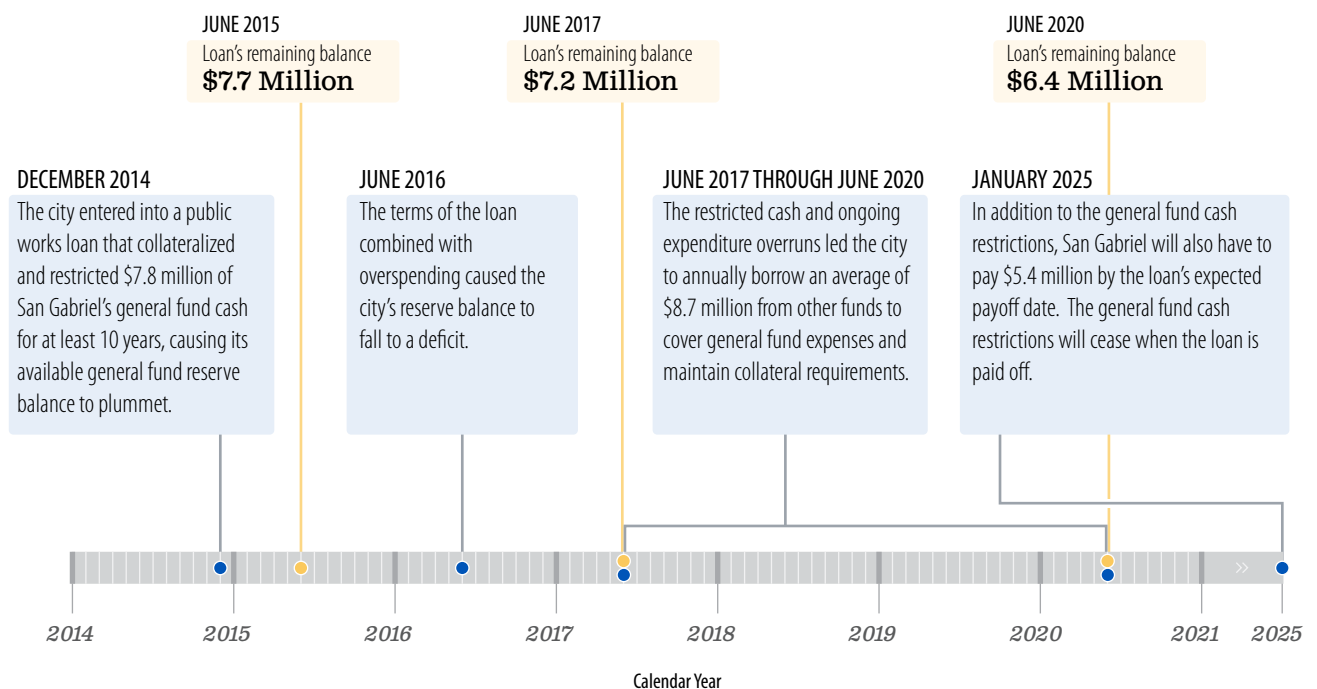 JUNE 2015
Loan's remaining balance
$7.7 Million
JUNE 2017
Loan's remaining balance
$7.2 Million
JUNE 2020
Loan's remaining balance
$6.4 Million
DECEMBER 2014
The city entered into a public
works loan that collateralized
and restricted $7.8 million of
San Gabriel's general fund cash
for at least 10 years, causing its
available general fund reserve
balance to plummet.
JUNE 2016
The terms of the loan
combined with
overspending caused the
city's reserve balance to
fall to a deficit.
JUNE 2017 THROUGH JUNE 2020
The restricted cash and ongoing
expenditure overruns led the city
to annually borrow an average of
$8.7 million from other funds to
cover general fund expenses and
maintain collateral requirements.
JANUARY 2025
In addition to the general fund cash
restrictions, San Gabriel will also have to
pay $5.4 million by the loan's expected
payoff date.  The general fund cash
restrictions will cease when the loan is
paid off.
2014 2015 2016 2017 2018 2019 2020 2021 2025
Calendar Year